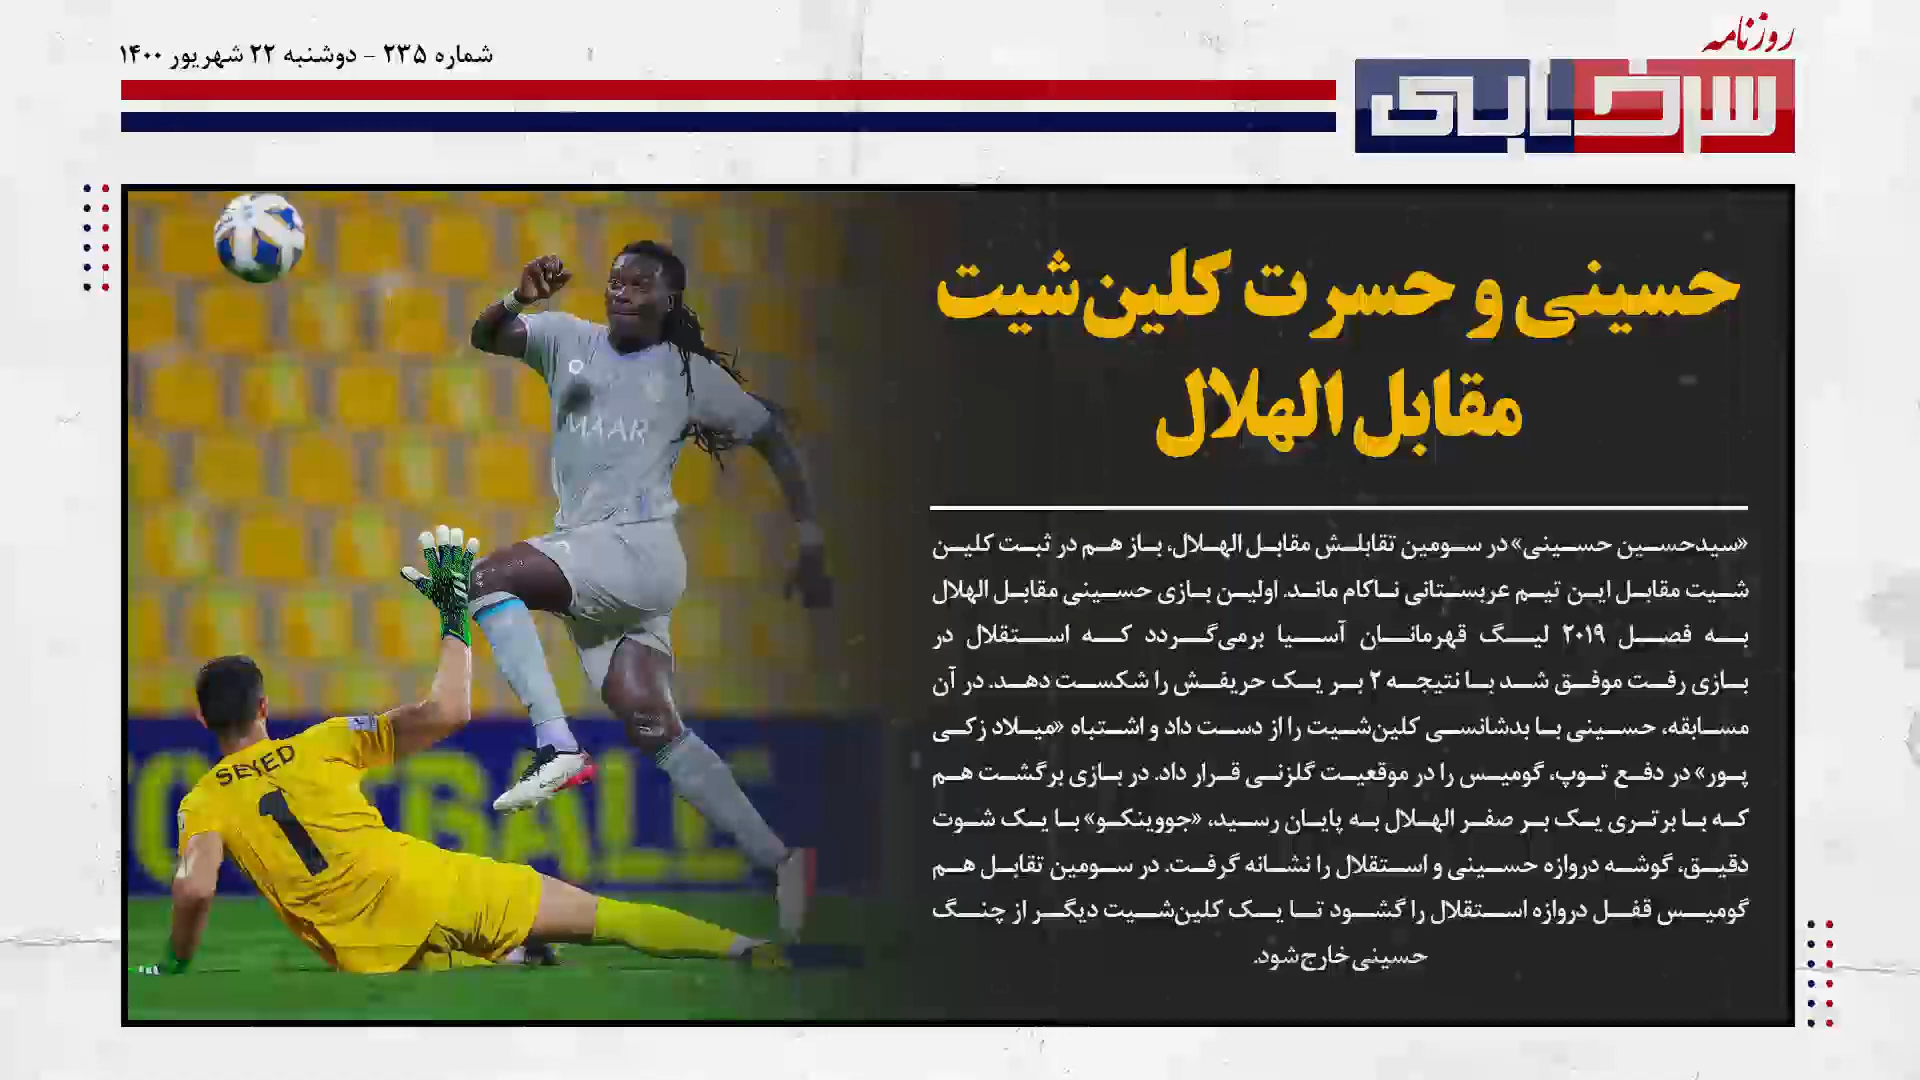 روزنامه
سرخابی
شماره ۲۳۵ - دوشنبه ۲۲ شهریور ۱۴۰۰
حسینی و حسرت کلین‌شیت
مقابل الهلال
«سیدحسین حسینی» در سومین تقابلش مقابل الهلال، باز هم در ثبت کلین
شیت مقابل این تیم عربستانی ناکام ماند. اولین بازی حسینی مقابل الهلال
به فصل ۲۰۱۹ لیگ قهرمانان آسیا برمی‌گردد که استقلال در
بازی رفت موفق شد با نتیجه ۲ بر یک حریفش را شکست دهد. در آن
مسابقه، حسینی با بدشانسی کلین‌شیت را از دست داد و اشتباه «میلاد زکی
پور» در دفع توپ، گومیس را در موقعیت گلزنی قرار داد. در بازی برگشت هم
که با برتری یک بر صفر الهلال به پایان رسید، «جووینکو» با یک شوت
دقیق، گوشه دروازه حسینی و استقلال را نشانه گرفت. در سومین تقابل هم
گومیس قفل دروازه استقلال را گشود تا یک کلین‌شیت دیگر از چنگ
حسینی خارج شود.
MAAR
SEYED
1